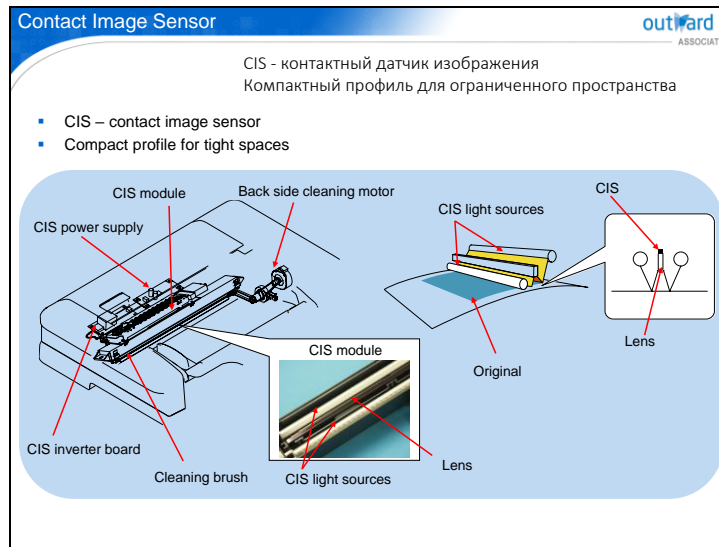 Contact Image Sensor
outward
ASSOCIAT
CIS - контактный датчик изображения
Компактный профиль для ограниченного пространства
CIS – contact image sensor
Compact profile for tight spaces
CIS module
Back side cleaning motor
CIS power supply
CIS light sources
CIS
Lens
Original
CIS module
CIS inverter board
Cleaning brush
CIS light sources
Lens